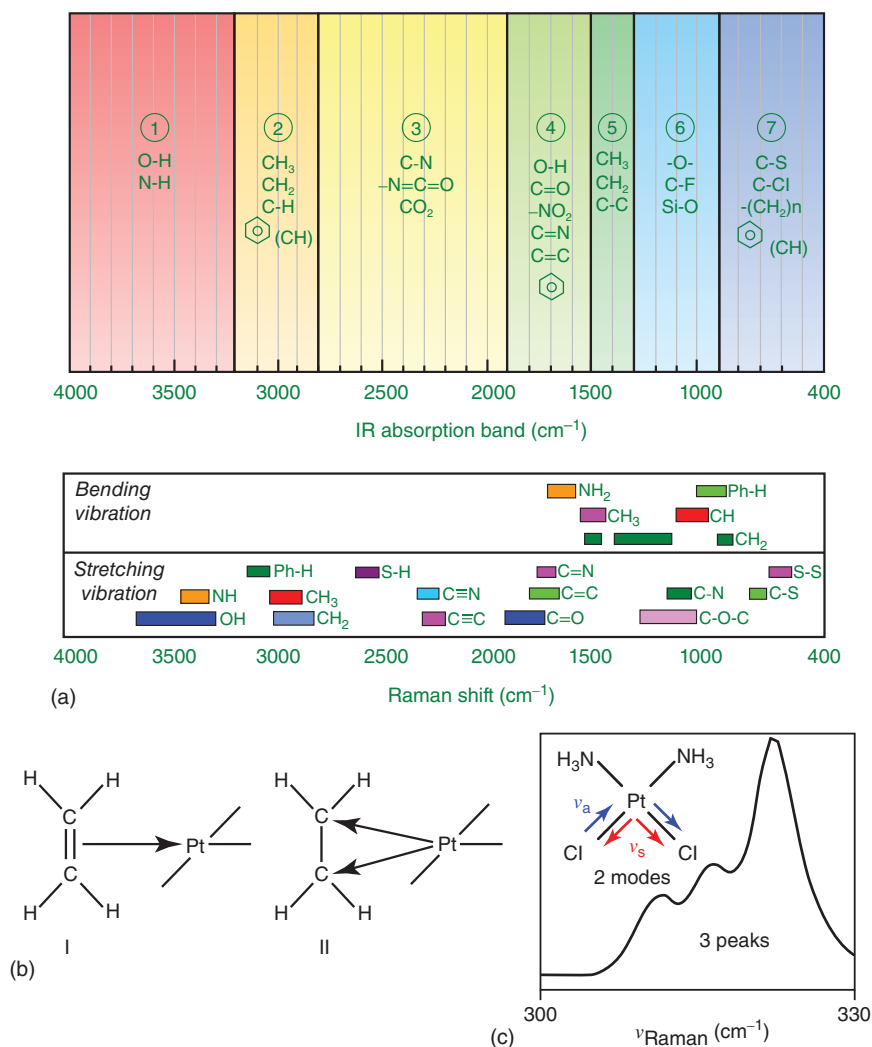 1 2 3 4 5 6 7
O-H
N-H
CH₃
CH₂
C-H
(CH)
C-N
–N=C=O
CO₂
O-H
C=O
–NO₂
C=N
C=C
CH₃
CH₂
C-C
-O-
C-F
Si-O
C-S
C-Cl
-(CH₂)n
(CH)
4000 3500 3000 2500 2000 1500 1000 400
IR absorption band (cm⁻¹)
Bending
vibration
NH₂ Ph-H
CH₃ CH
CH₂
Stretching
vibration
Ph-H S-H C=N S-S
NH CH₃ C≡N C=C C-N C-S
OH CH₂ C≡C C=O C-O-C
4000 3500 3000 2500 2000 1500 1000 400
(a) Raman shift (cm⁻¹)
H H
C
Pt
C
H H
I
H H
C
Pt
C
H H
II
(b)
H₃N NH₃
Pt
νa
νs
Cl Cl
2 modes
3 peaks
300 330
(c) νRaman (cm⁻¹)